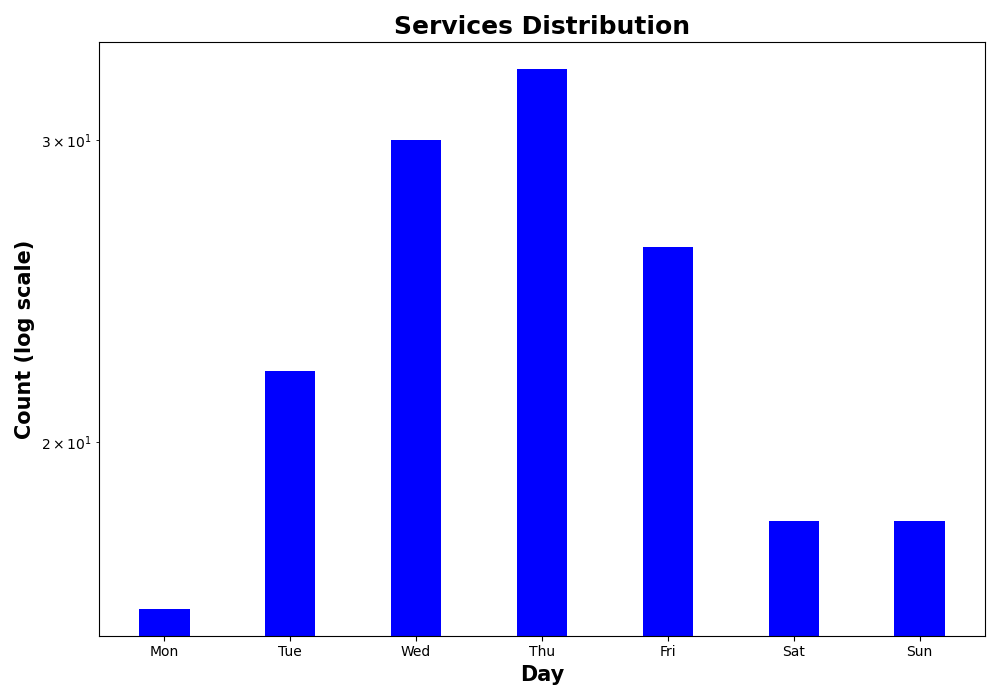 Services Distribution
Count (log scale)
3 × 10¹
2 × 10¹
Mon Tue Wed Thu Fri Sat Sun
Day